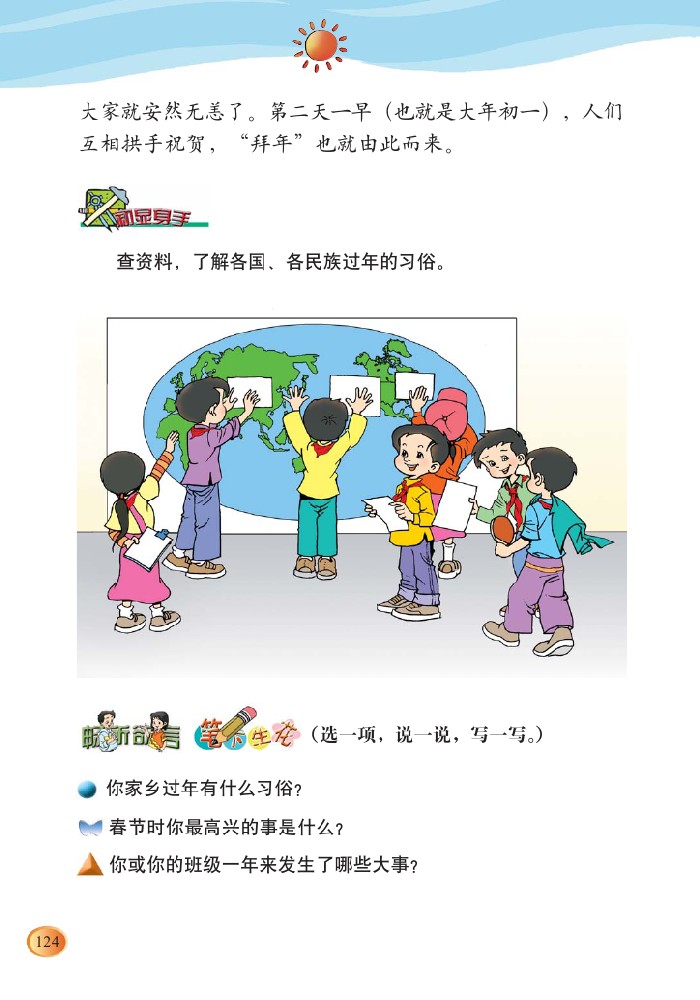 大家就安然无恙了。第二天一早（也就是大年初一），人们
互相拱手祝贺，“拜年”也就由此而来。
初显身手
查资料，了解各国、各民族过年的习俗。
畅所欲言 笔下生花 （选一项，说一说，写一写。）
你家乡过年有什么习俗？
春节时你最高兴的事是什么？
你或你的班级一年来发生了哪些大事？
124